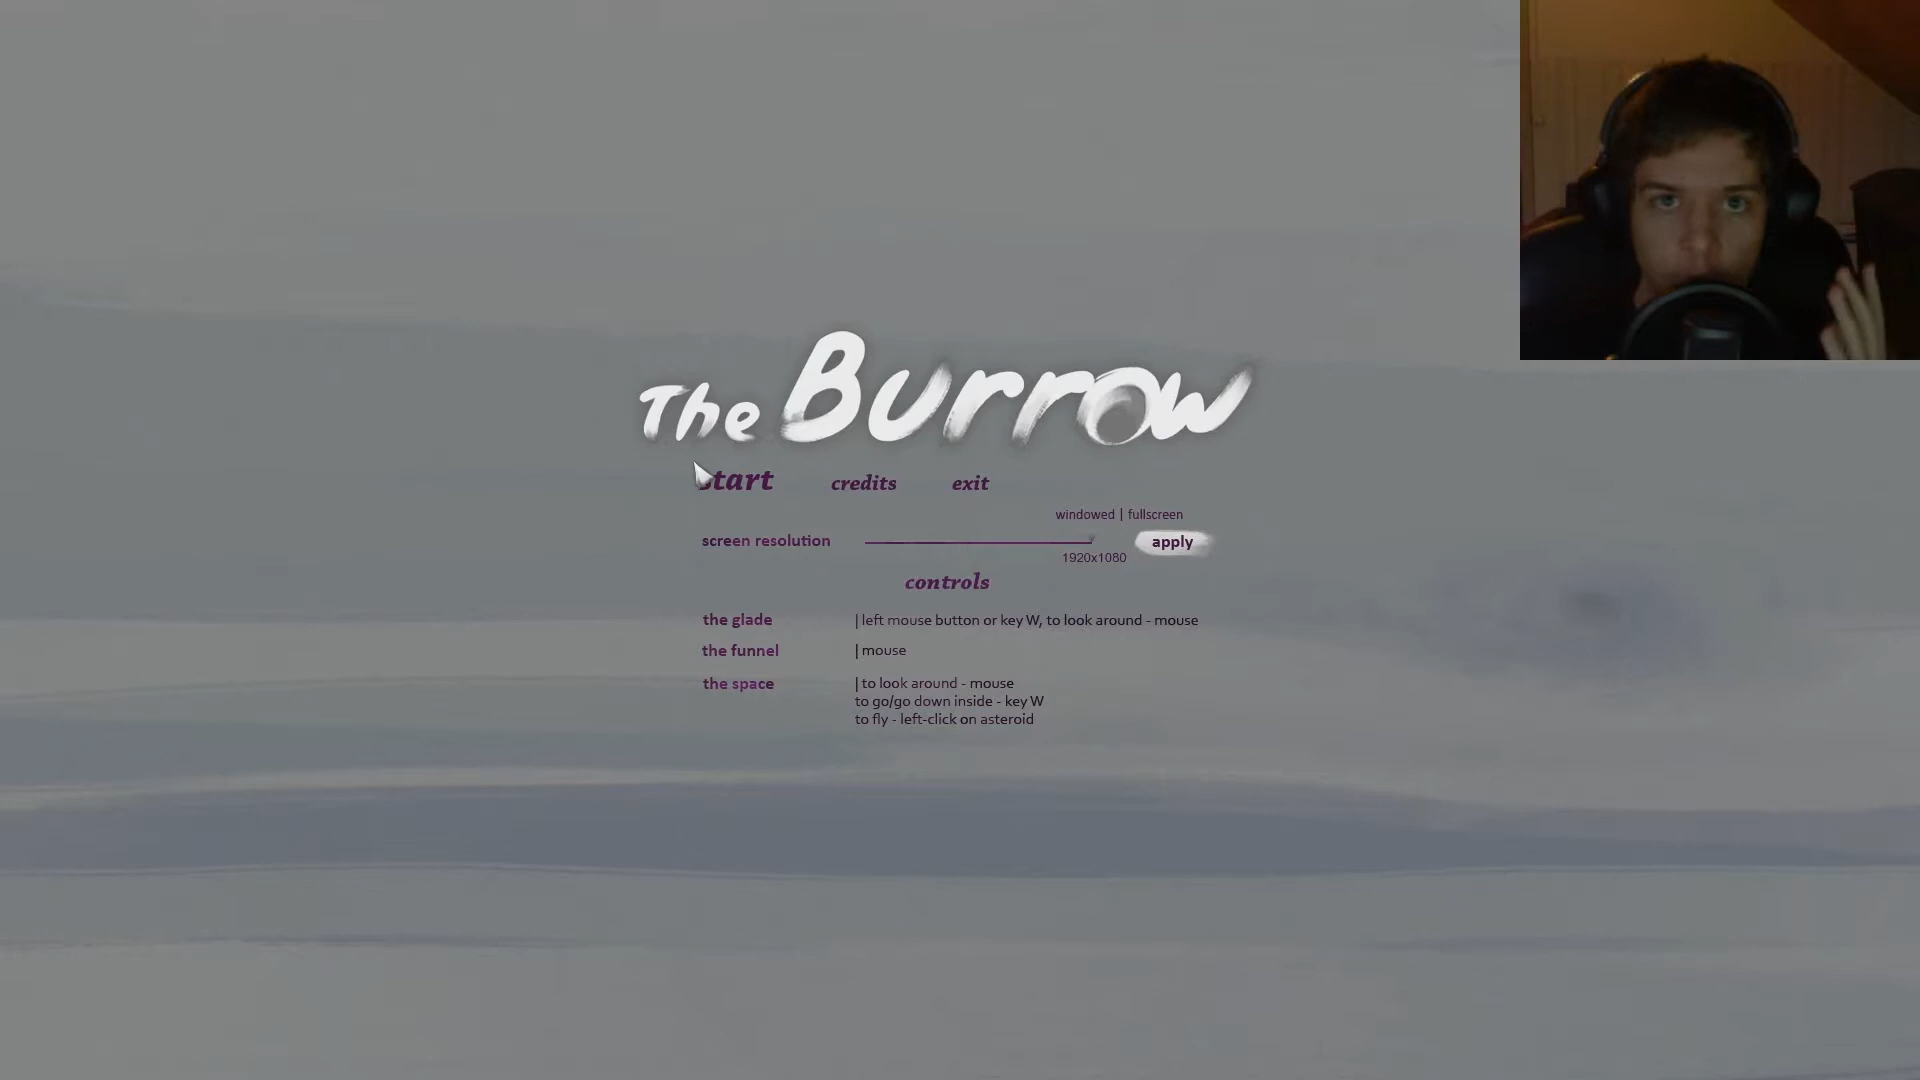 The Burrow
start credits exit
windowed | fullscreen
screen resolution apply
1920x1080
controls
the glade | left mouse button or key W, to look around - mouse
the funnel | mouse
the space | to look around - mouse
to go/go down inside - key W
to fly - left-click on asteroid